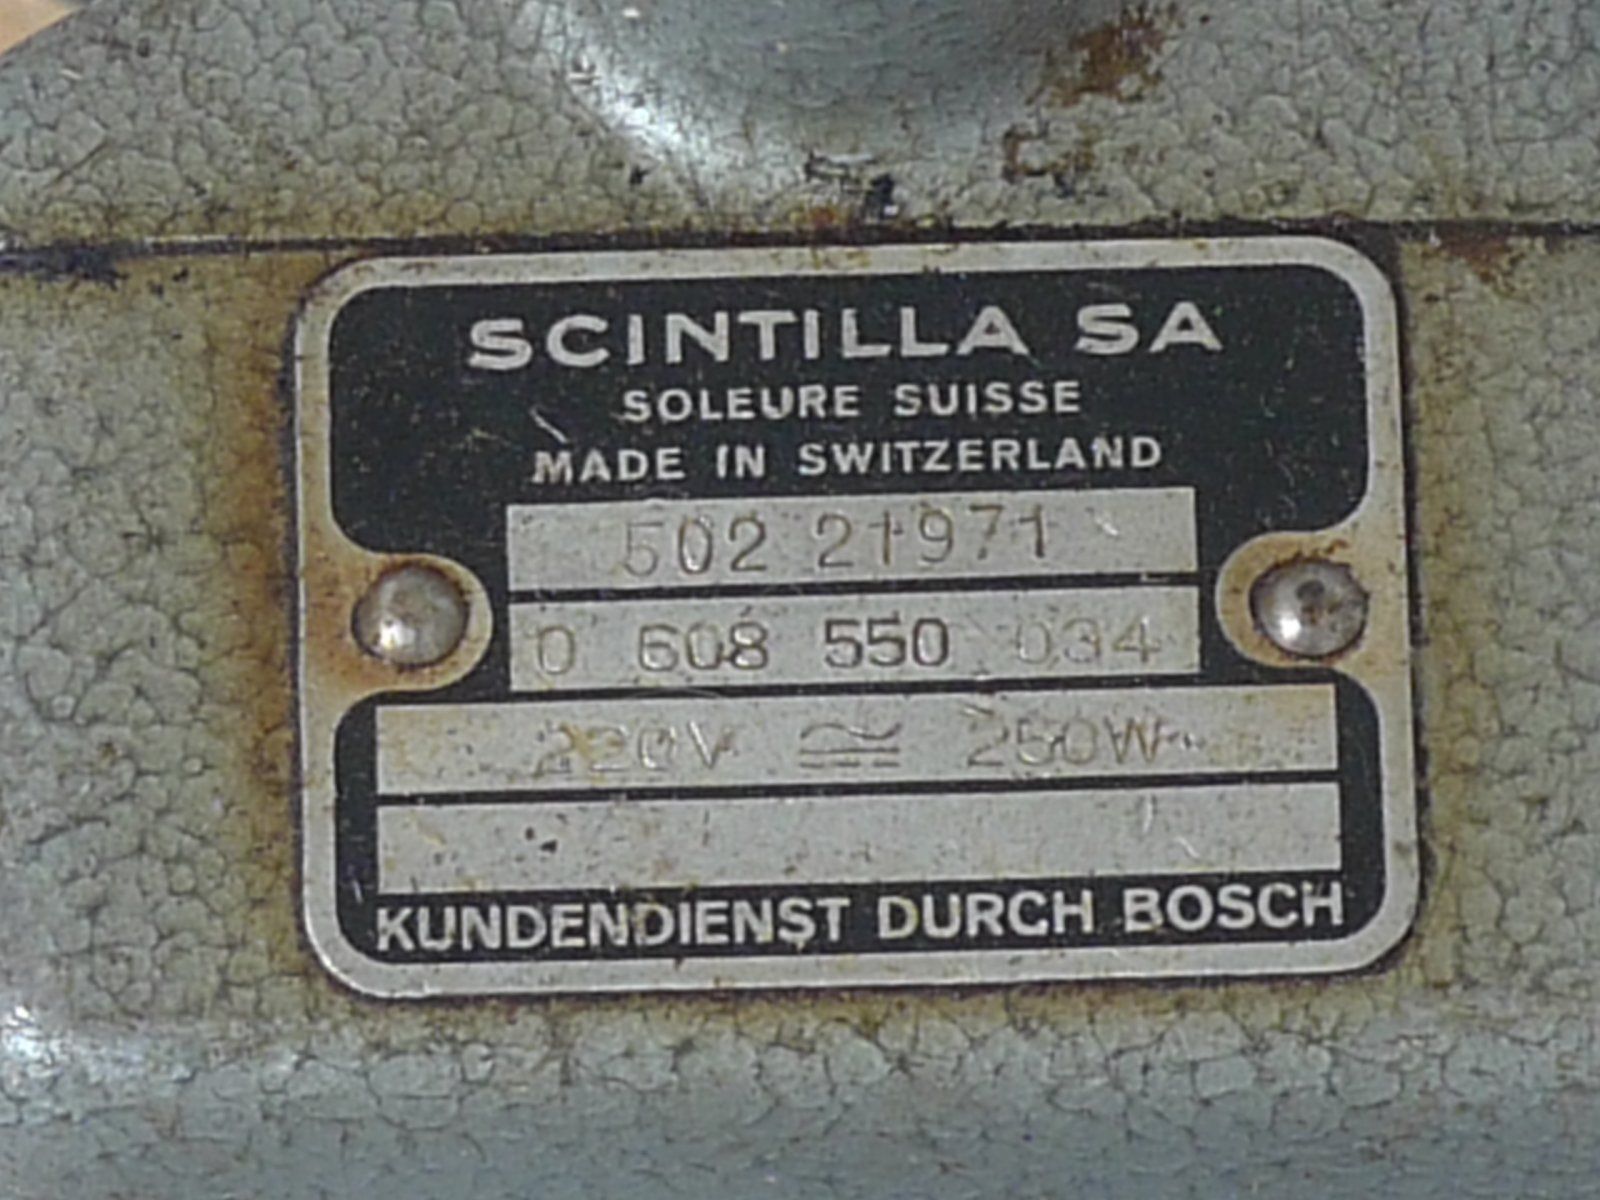 SCINTILLA SA
SOLEURE SUISSE
MADE IN SWITZERLAND
502 21971
0 608 550 034
220V ≅ 250W
KUNDENDIENST DURCH BOSCH